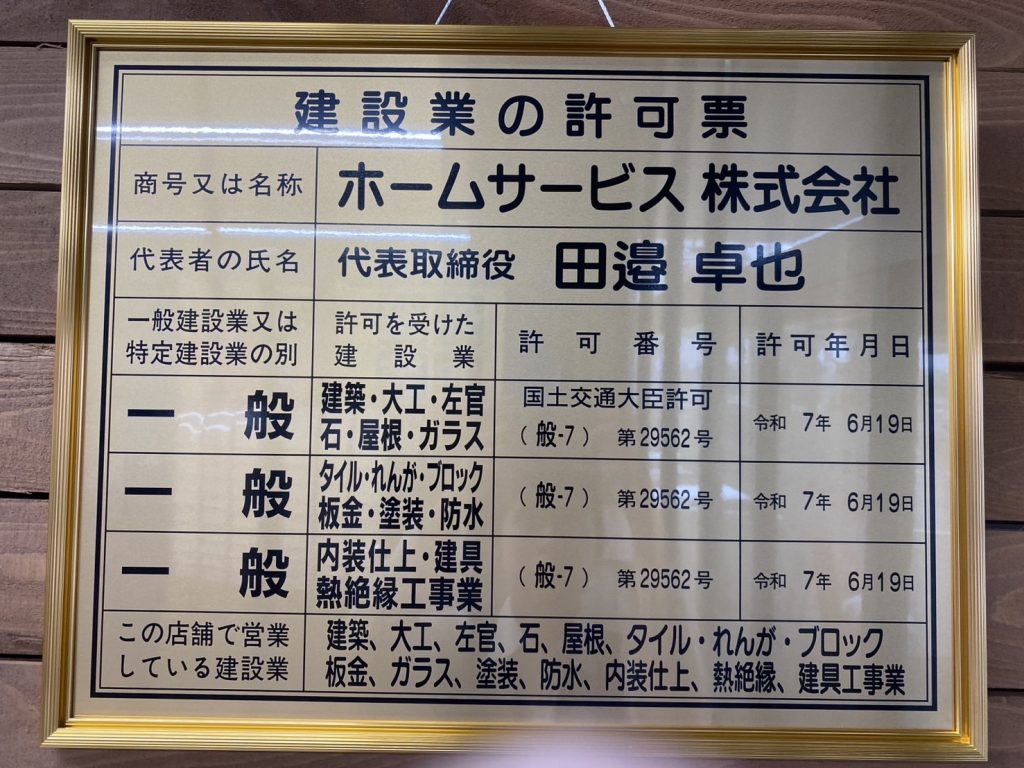 建設業の許可票
商号又は名称
ホームサービス 株式会社
代表者の氏名
代表取締役 田邉 卓也
一般建設業又は
特定建設業の別
許可を受けた
建設業
許可番号
許可年月日
一般
建築・大工・左官
石・屋根・ガラス
国土交通大臣許可
(般-7) 第29562号
令和 7年 6月19日
一般
タイル・れんが・ブロック
板金・塗装・防水
(般-7) 第29562号
令和 7年 6月19日
一般
内装仕上・建具
熱絶縁工事業
(般-7) 第29562号
令和 7年 6月19日
この店舗で営業
している建設業
建築、大工、左官、石、屋根、タイル・れんが・ブロック
板金、ガラス、塗装、防水、内装仕上、熱絶縁、建具工事業